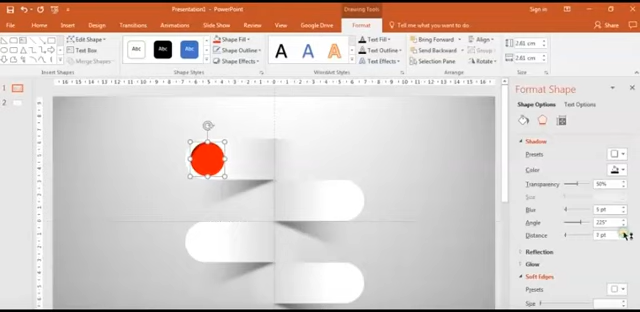 Presentation1 - PowerPoint
Drawing Tools
Sign in
File Home Insert Design Transitions Animations Slide Show Review View Google Drive Format Tell me what you want to do
Share
Edit Shape
Text Box
Merge Shapes
Insert Shapes
Abc Abc Abc
Shape Fill
Shape Outline
Shape Effects
Shape Styles
A A A
Text Fill
Text Outline
Text Effects
WordArt Styles
Bring Forward
Send Backward
Selection Pane
Align
Group
Rotate
Arrange
2.81 cm
2.81 cm
Size
1
2
Format Shape
Shape Options Text Options
Shadow
Presets
Color
Transparency 50%
Size
Blur 5 pt
Angle 225°
Distance
Reflection
Glow
Soft Edges
Presets
Size